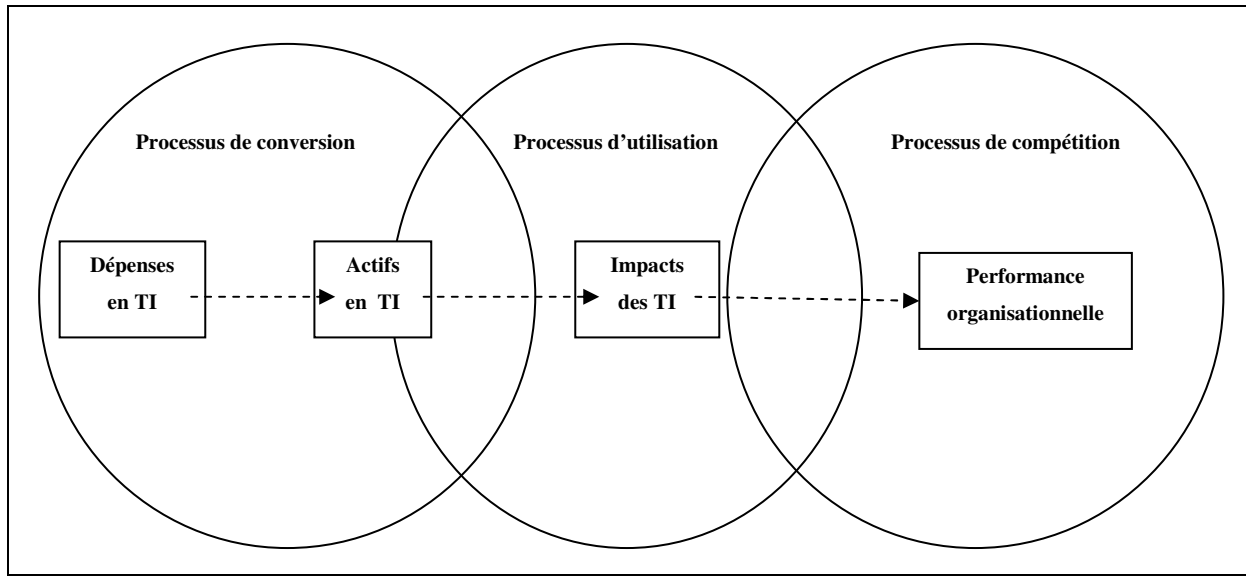 Processus de conversion
Processus d'utilisation
Processus de compétition
Dépenses
en TI
Actifs
en TI
Impacts
des TI
Performance
organisationnelle